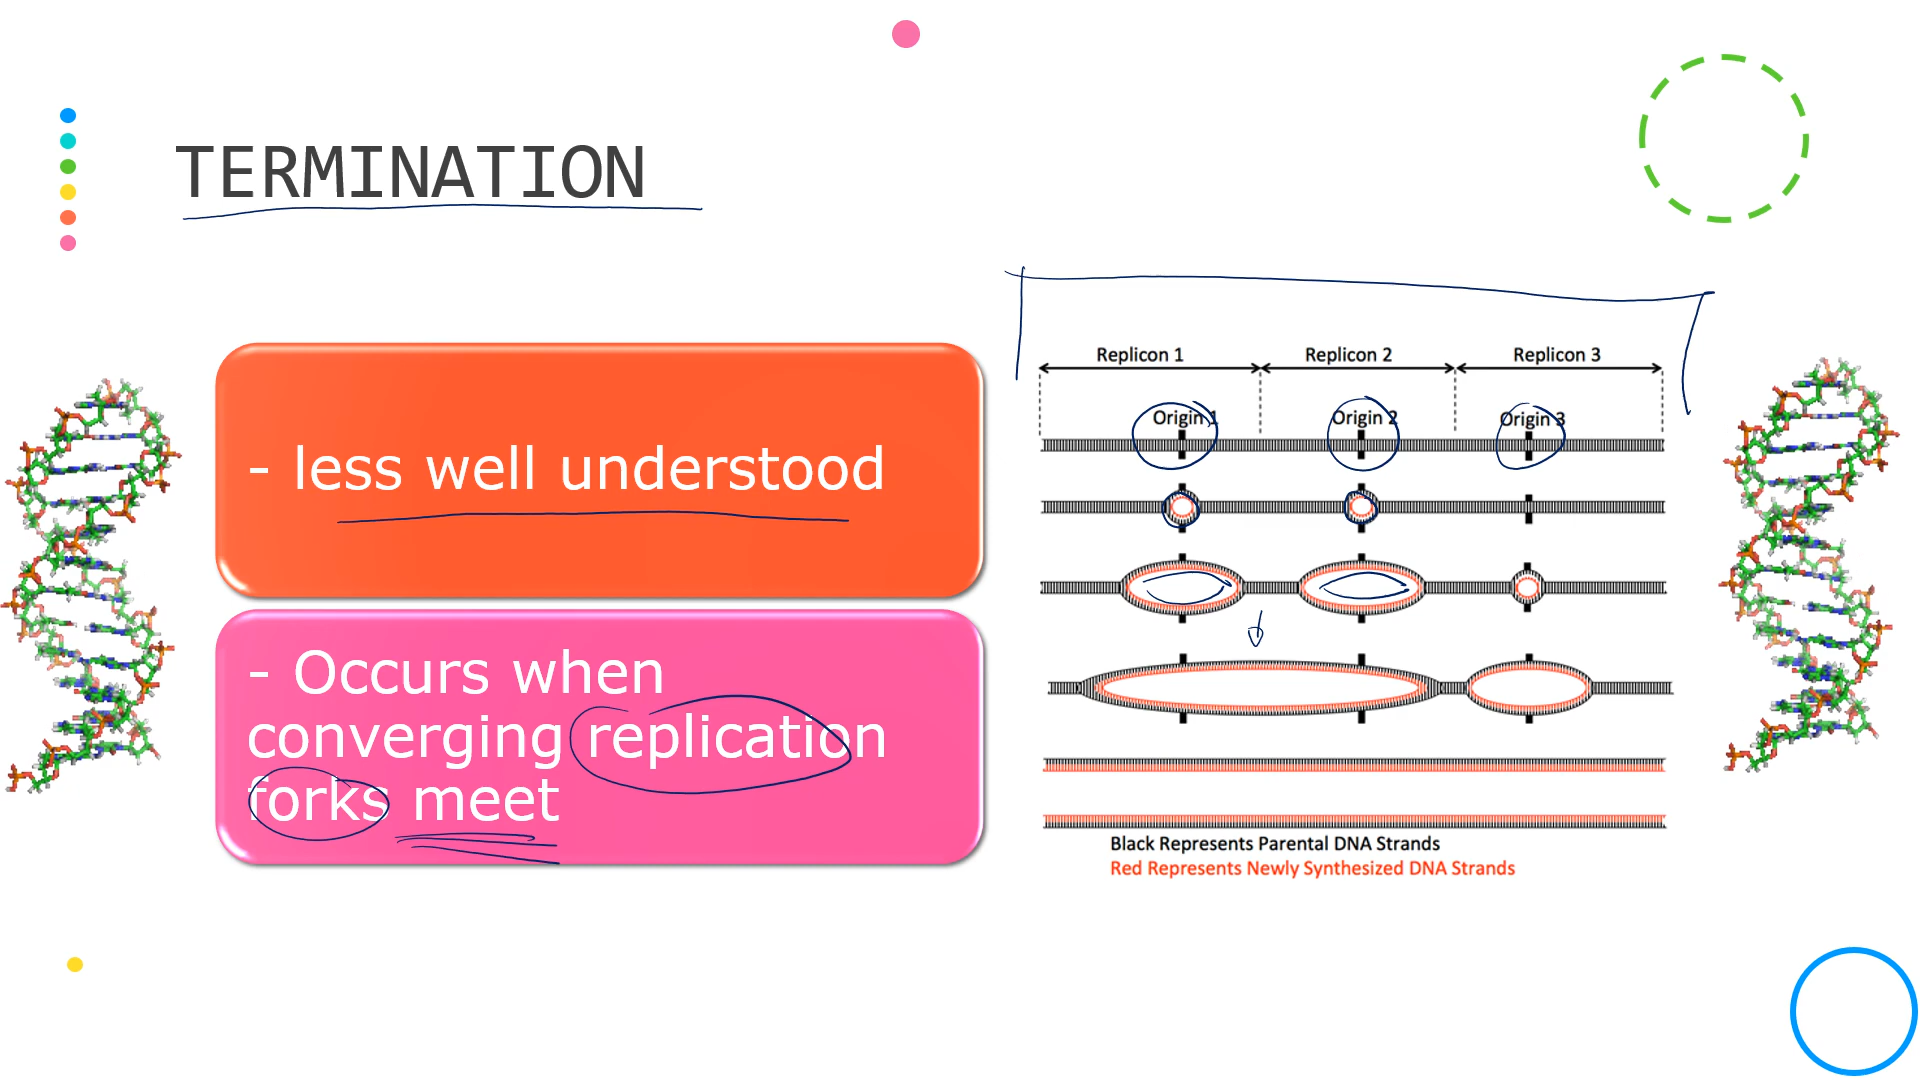 TERMINATION
- less well understood
- Occurs when
converging replication
forks meet
Replicon 1 Replicon 2 Replicon 3
Origin 1 Origin 2 Origin 3
Black Represents Parental DNA Strands
Red Represents Newly Synthesized DNA Strands